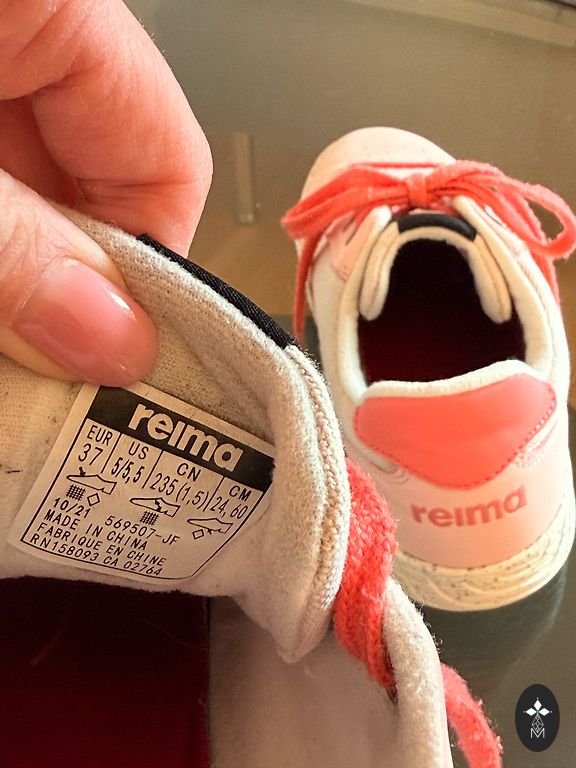 reima
EUR US CN CM
37 5/5,5 235(1,5) 24,60
10/21 569507-JF
MADE IN CHINA
FABRIQUE EN CHINE
RN158093 CA 02764
reima
M